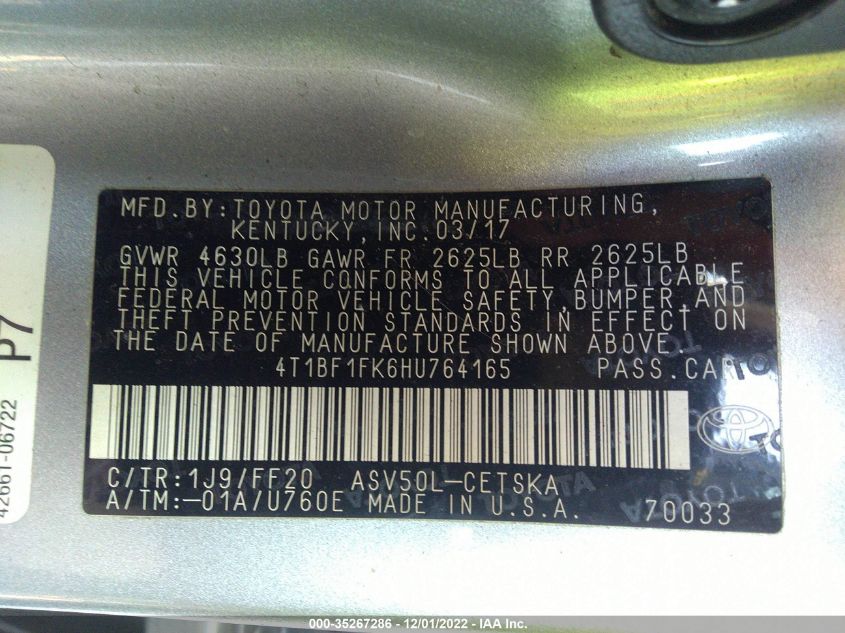 MFD.BY:TOYOTA MOTOR MANUFACTURING,
KENTUCKY,INC.03/17
GVWR 4630LB GAWR FR 2625LB RR 2625LB
THIS VEHICLE CONFORMS TO ALL APPLICABLE
FEDERAL MOTOR VEHICLE SAFETY,BUMPER,AND
THEFT PREVENTION STANDARDS IN EFFECT ON
THE DATE OF MANUFACTURE SHOWN ABOVE.
4T1BF1FK6HU764165 PASS.CAR
C/TR:1J9/FF20 ASV50L-CETSKA
A/TM:-01A/U760E MADE IN U.S.A. 70033
P7
42661-06722
000-35267286 - 12/01/2022 - IAA Inc.